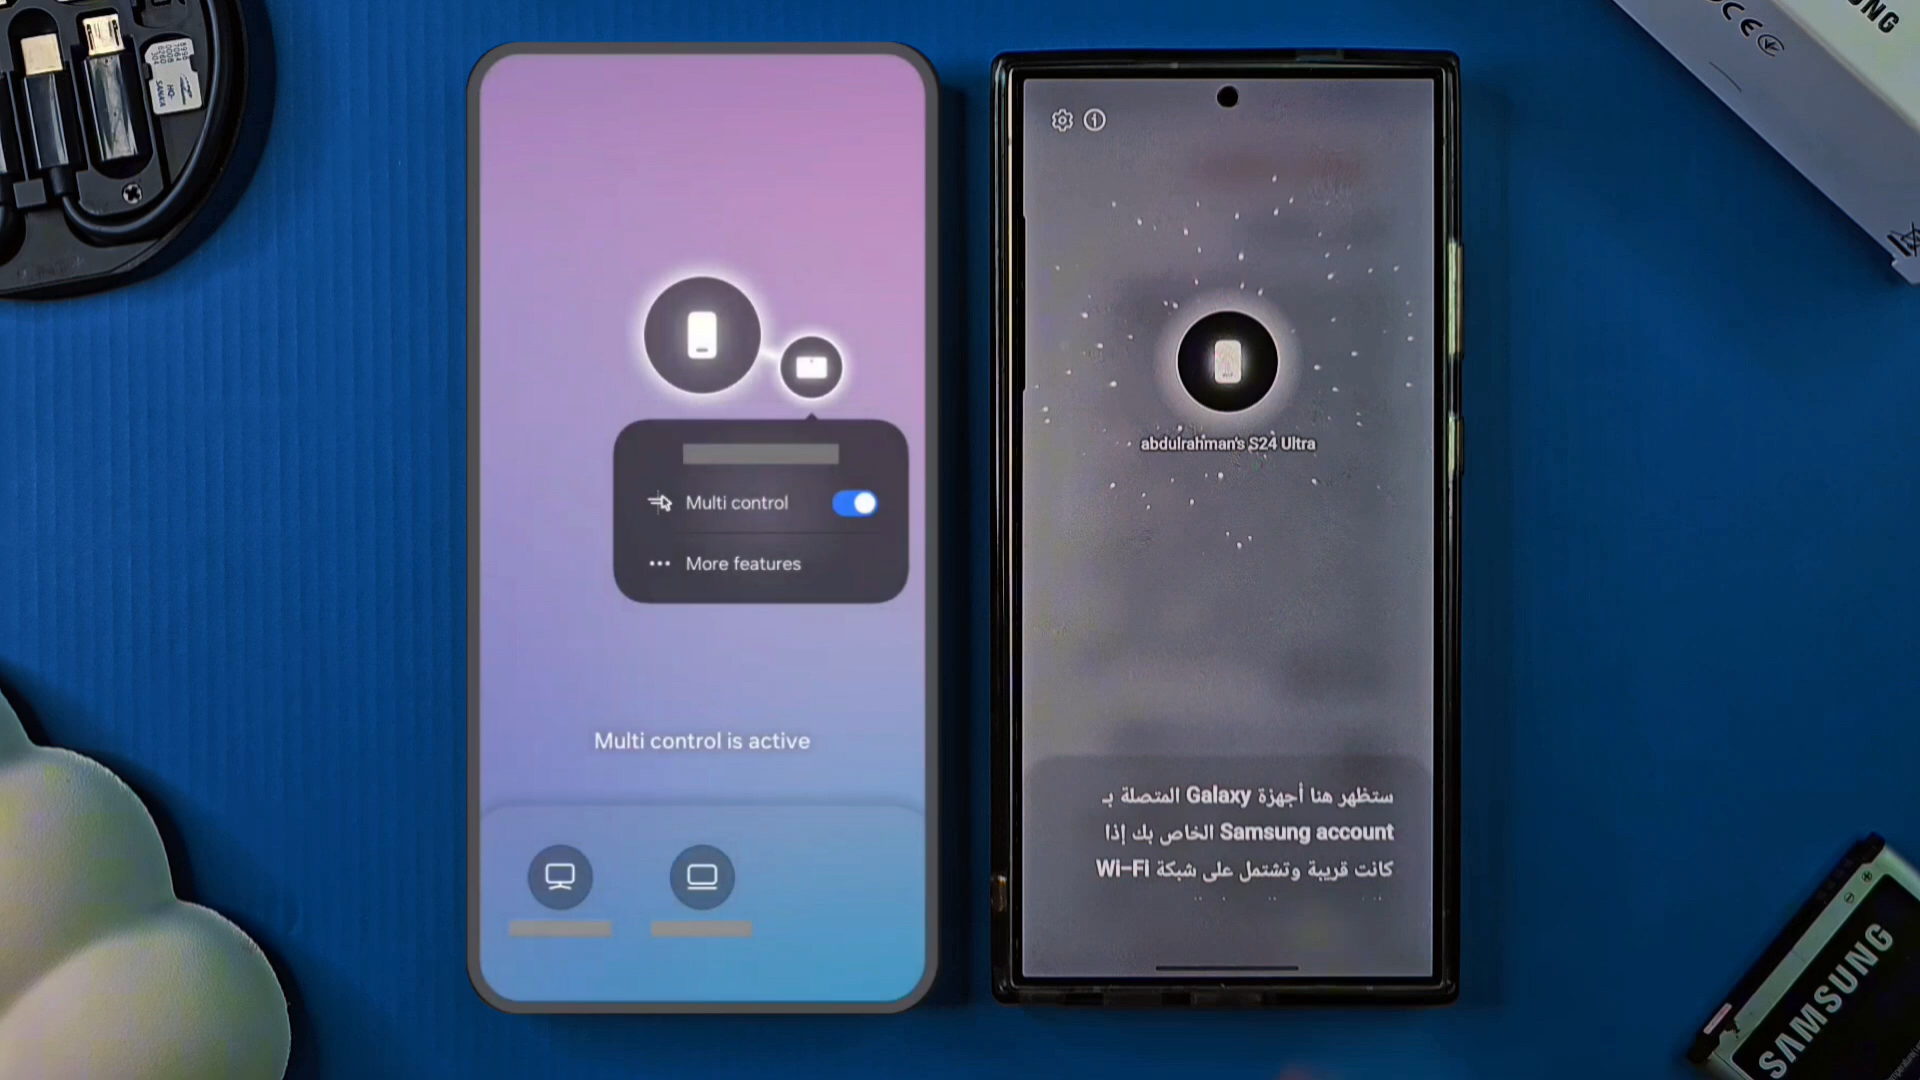 Multi control
More features
Multi control is active
abdulrahman's S24 Ultra
ستظهر هنا أجهزة Galaxy المتصلة بـ
Samsung account الخاص بك إذا
كانت قريبة وتشتمل على شبكة Wi-Fi
SAMSUNG